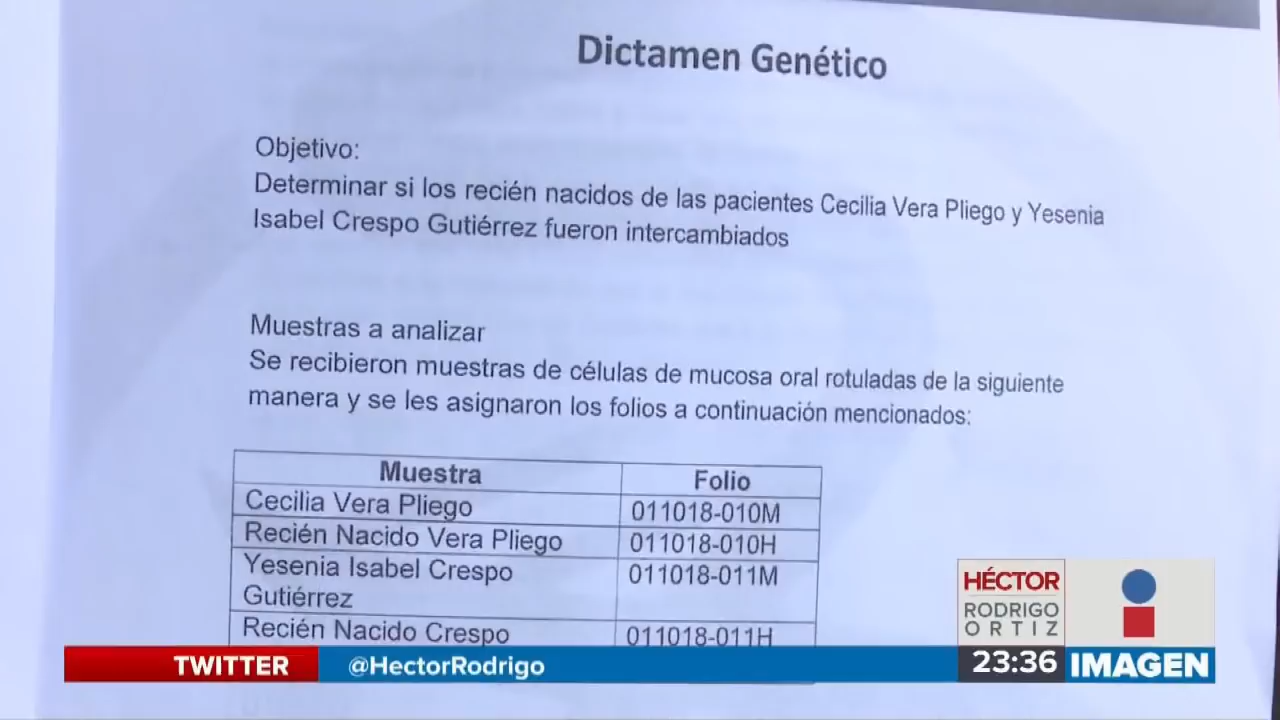 Dictamen Genético
Objetivo:
Determinar si los recién nacidos de las pacientes Cecilia Vera Pliego y Yesenia
Isabel Crespo Gutiérrez fueron intercambiados
Muestras a analizar
Se recibieron muestras de células de mucosa oral rotuladas de la siguiente
manera y se les asignaron los folios a continuación mencionados:
Muestra Folio
Cecilia Vera Pliego 011018-010M
Recién Nacido Vera Pliego 011018-010H
Yesenia Isabel Crespo 011018-011M
Gutiérrez
Recién Nacido Crespo 011018-011H
HÉCTOR
RODRIGO
ORTIZ
TWITTER @HectorRodrigo 23:36 IMAGEN